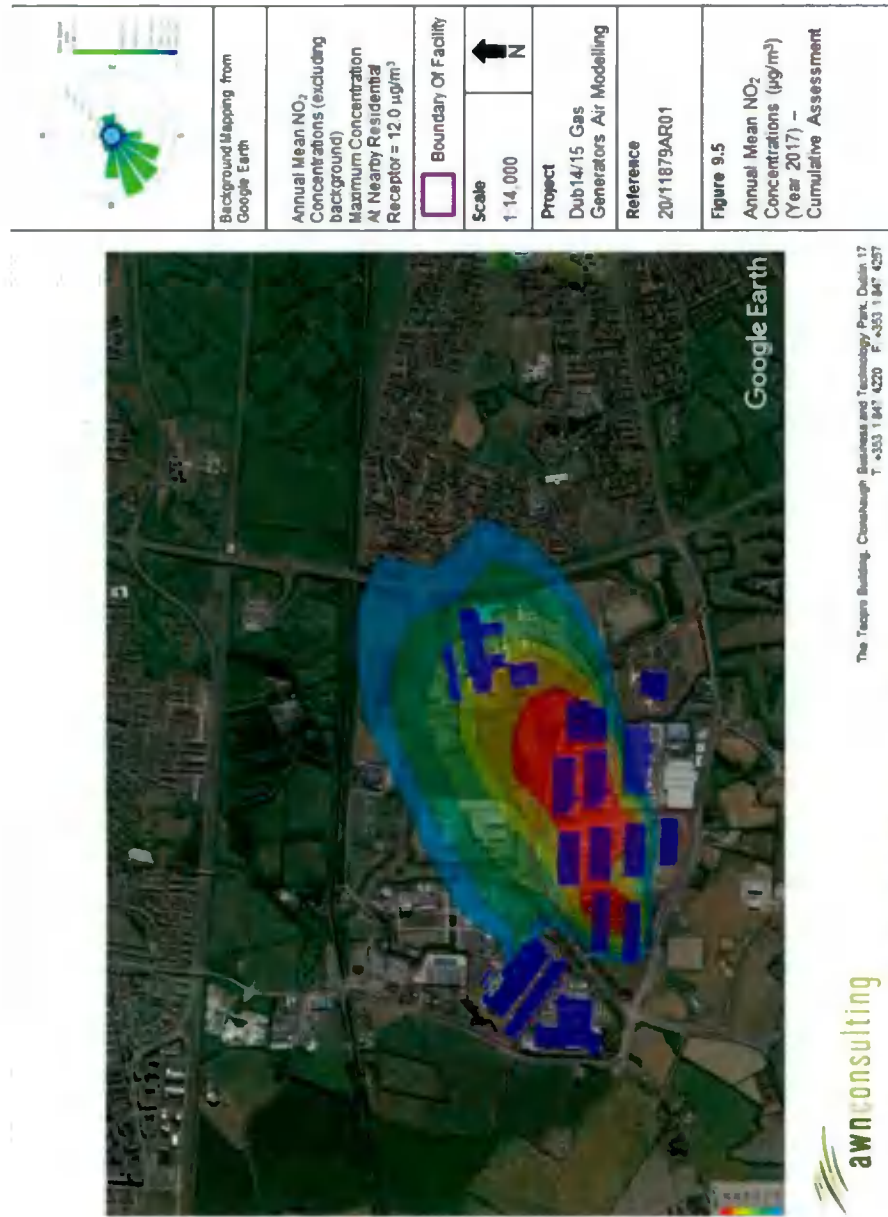 Background Mapping from
Google Earth
Annual Mean NO₂
Concentrations (excluding
background)
Maximum Concentration
At Nearby Residential
Receptor = 12.0 µg/m³
Boundary Of Facility
Scale
1:14,000
N
Project
Dub14/15 Gas
Generators Air Modelling
Reference
20/11879AR01
Figure 9.5
Annual Mean NO₂
Concentrations (µg/m³)
(Year 2017) –
Cumulative Assessment
Google Earth
awnconsulting
The Tecpro Building, Clonshaugh Business and Technology Park, Dublin 17
T: +353 1 847 4220 F: +353 1 847 4257